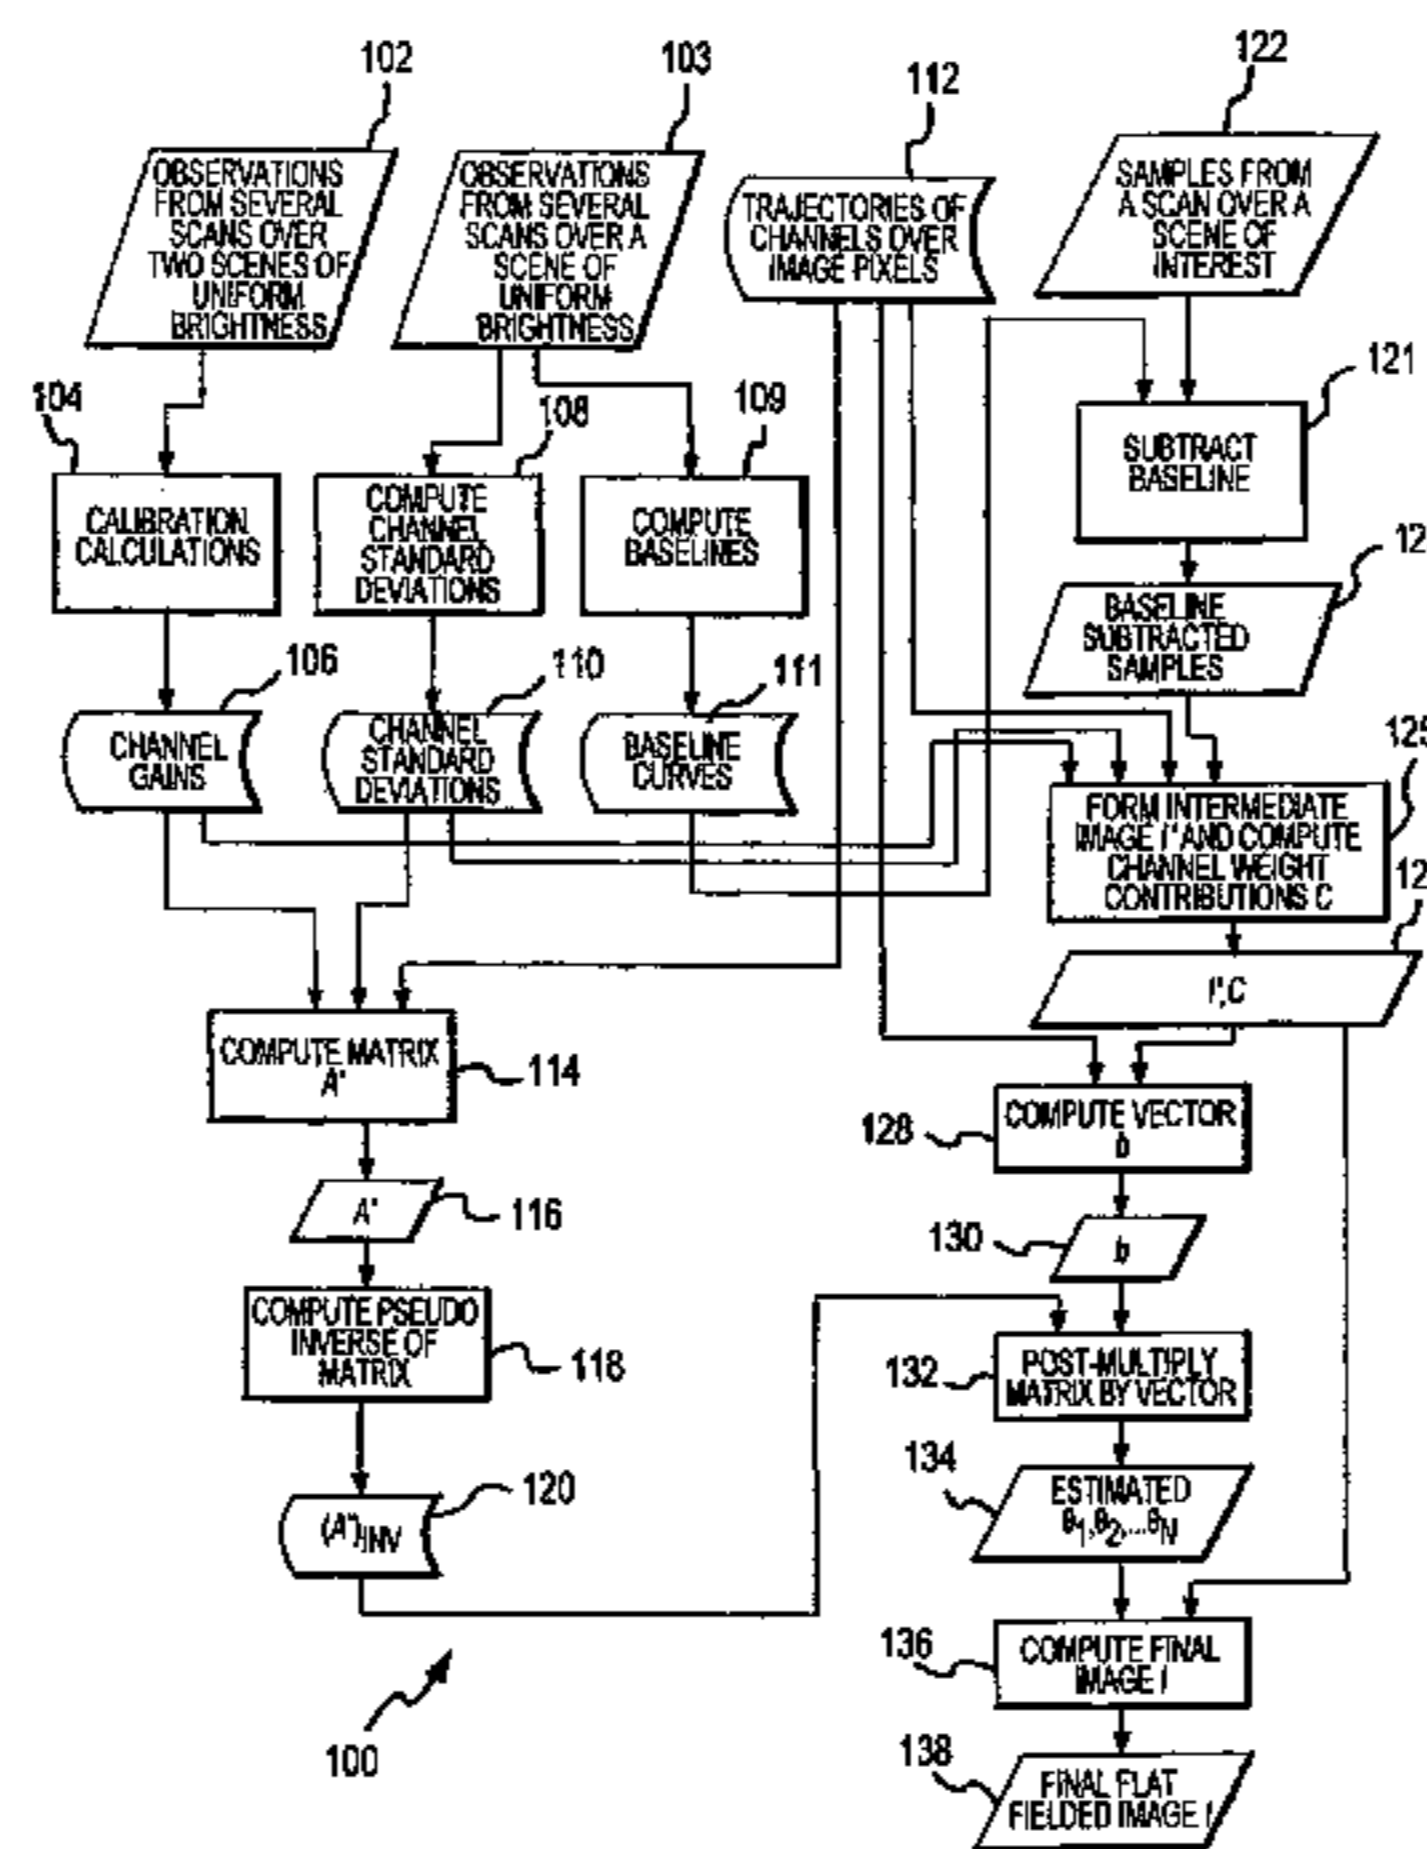 102
103
112
122
OBSERVATIONS
FROM SEVERAL
SCANS OVER
TWO SCENES OF
UNIFORM
BRIGHTNESS
OBSERVATIONS
FROM SEVERAL
SCANS OVER A
SCENE OF
UNIFORM
BRIGHTNESS
TRAJECTORIES OF
CHANNELS OVER
IMAGE PIXELS
SAMPLES FROM
A SCAN OVER A
SCENE OF
INTEREST
104
108
109
121
CALIBRATION
CALCULATIONS
COMPUTE
CHANNEL
STANDARD
DEVIATIONS
COMPUTE
BASELINES
SUBTRACT
BASELINE
12
BASELINE
SUBTRACTED
SAMPLES
106
110
111
CHANNEL
GAINS
CHANNEL
STANDARD
DEVIATIONS
BASELINE
CURVES
125
FORM INTERMEDIATE
IMAGE I" AND COMPUTE
CHANNEL WEIGHT
CONTRIBUTIONS C
12
I",C
COMPUTE MATRIX
A"
114
COMPUTE VECTOR
b
128
A"
116
130
b
COMPUTE PSEUDO
INVERSE OF
MATRIX
118
132
POST-MULTIPLY
MATRIX BY VECTOR
134
ESTIMATED
θ1,θ2,...θN
120
(A")INV
136
COMPUTE FINAL
IMAGE I
100
138
FINAL FLAT
FIELDED IMAGE I